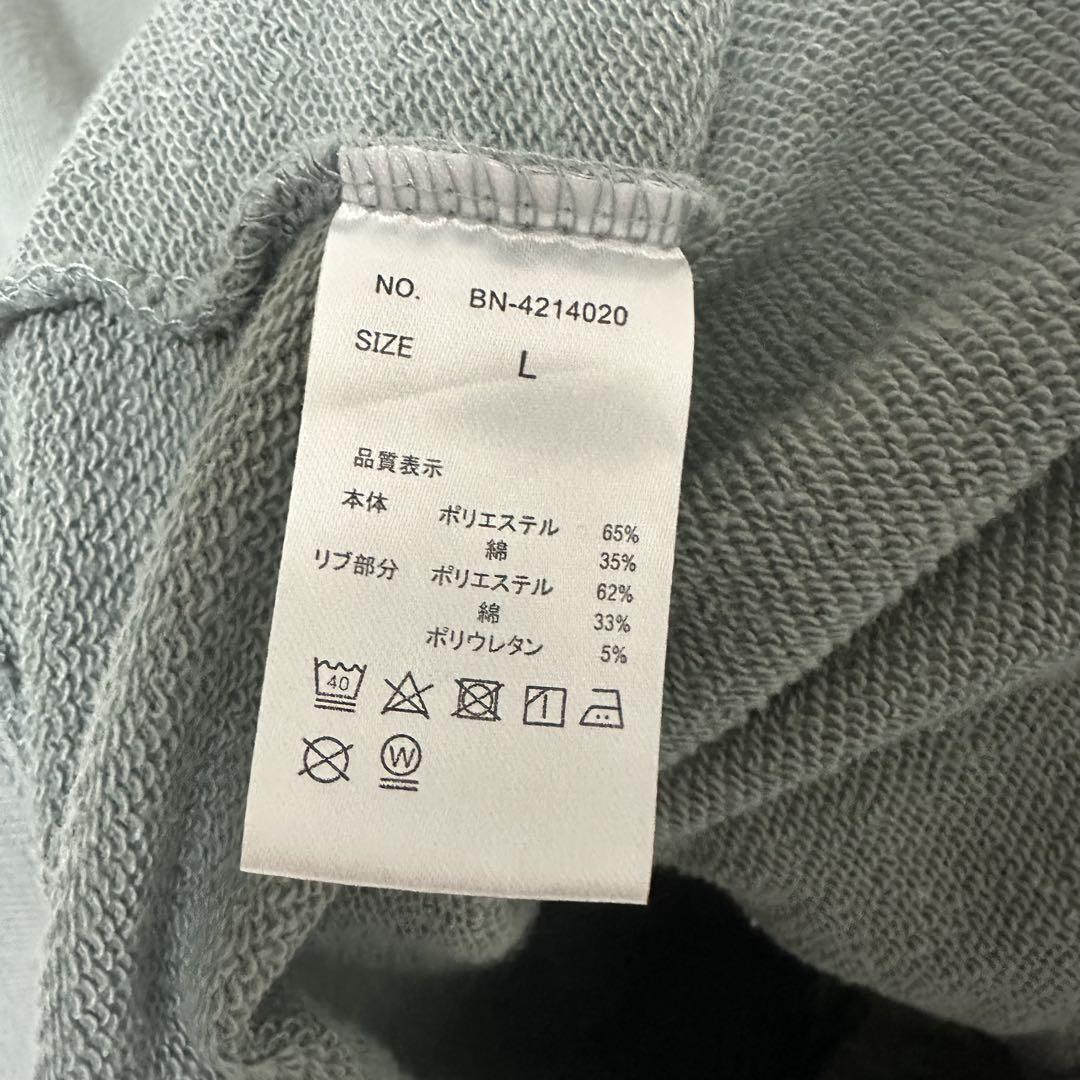 NO. BN-4214020
SIZE L
品質表示
本体 ポリエステル 65%
綿 35%
リブ部分 ポリエステル 62%
綿 33%
ポリウレタン 5%
40
W